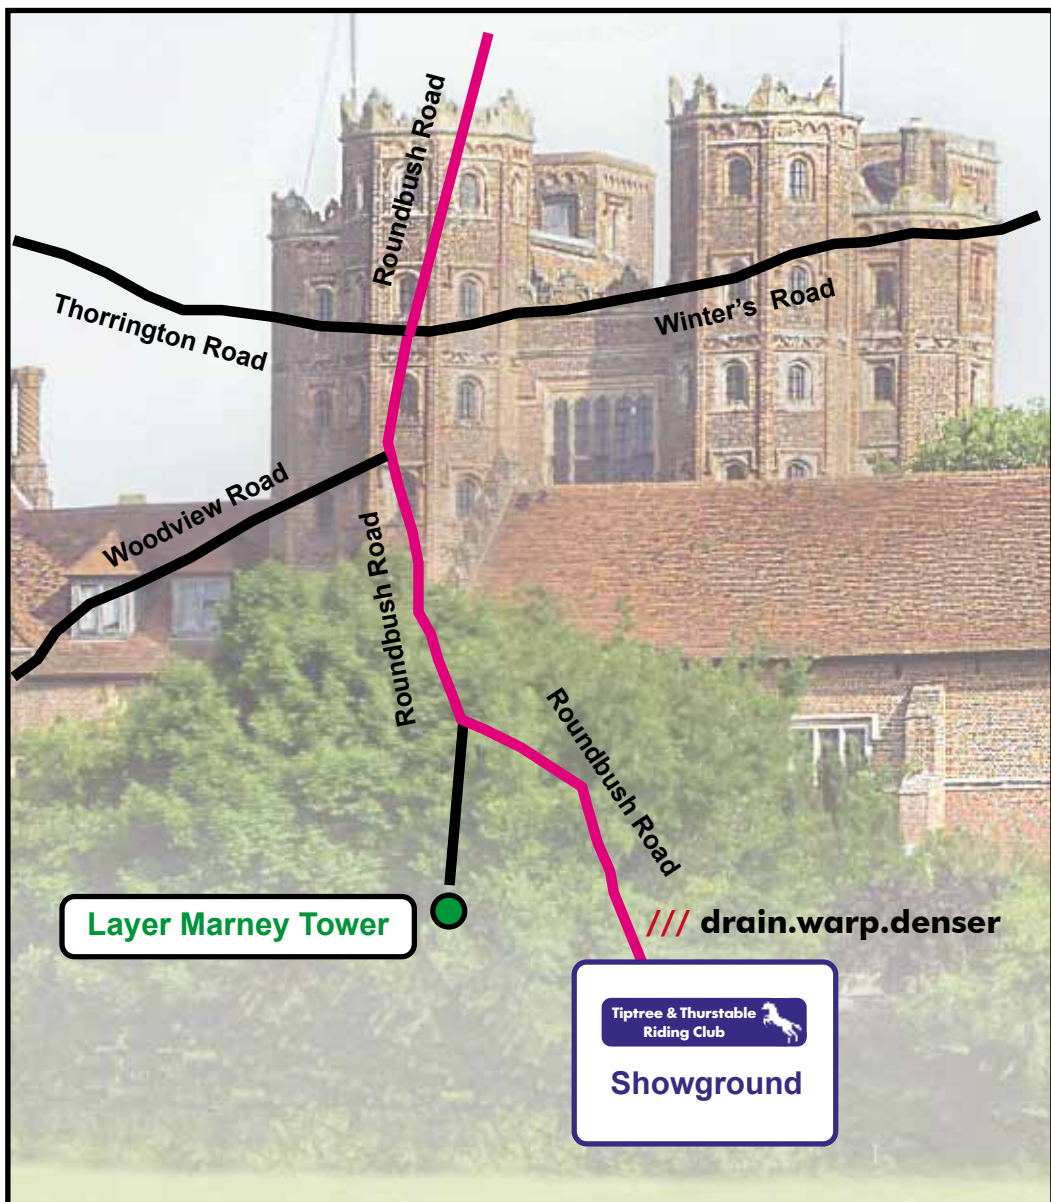 Roundbush Road
Thorrington Road
Winter's Road
Woodview Road
Roundbush Road
Roundbush Road
Layer Marney Tower
/// drain.warp.denser
Tiptree & Thurstable
Riding Club
Showground